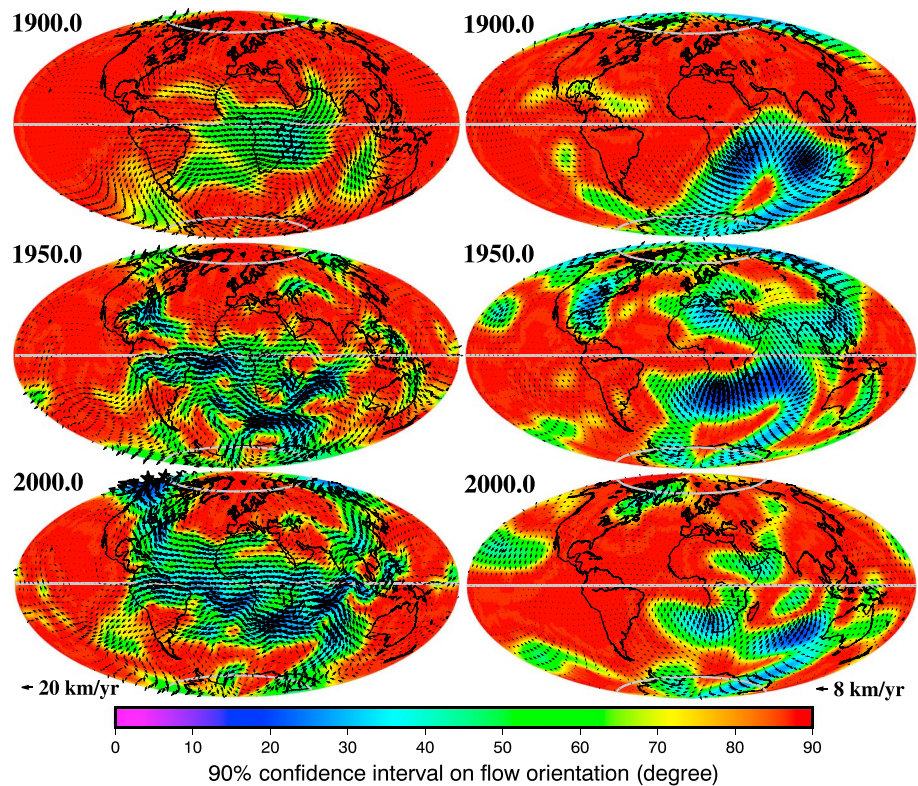 1900.0 1900.0
1950.0 1950.0
2000.0 2000.0
20 km/yr 8 km/yr
0 10 20 30 40 50 60 70 80 90
90% confidence interval on flow orientation (degree)